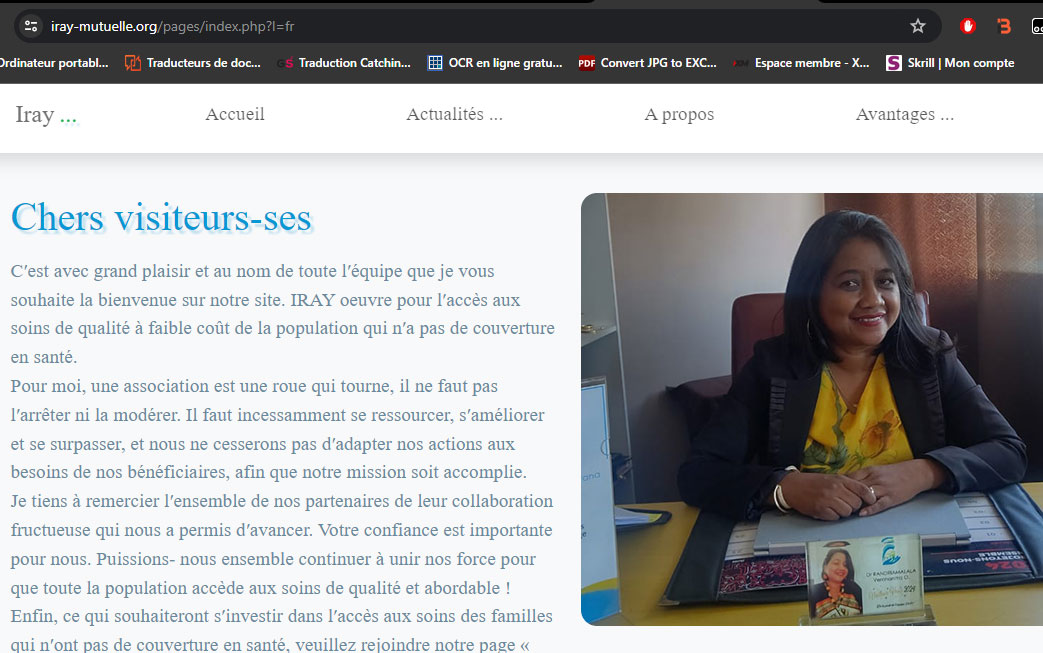 iray-mutuelle.org/pages/index.php?l=fr
Ordinateur portabl... Traducteurs de doc... Traduction Catchin... OCR en ligne gratu... PDF Convert JPG to EXC... Espace membre - X... S Skrill | Mon compte
Iray ... Accueil Actualités ... A propos Avantages ...
Chers visiteurs-ses
C'est avec grand plaisir et au nom de toute l'équipe que je vous
souhaite la bienvenue sur notre site. IRAY oeuvre pour l'accès aux
soins de qualité à faible coût de la population qui n'a pas de couverture
en santé.
Pour moi, une association est une roue qui tourne, il ne faut pas
l'arrêter ni la modérer. Il faut incessamment se ressourcer, s'améliorer
et se surpasser, et nous ne cesserons pas d'adapter nos actions aux
besoins de nos bénéficiaires, afin que notre mission soit accomplie.
Je tiens à remercier l'ensemble de nos partenaires de leur collaboration
fructueuse qui nous a permis d'avancer. Votre confiance est importante
pour nous. Puissions- nous ensemble continuer à unir nos force pour
que toute la population accède aux soins de qualité et abordable !
Enfin, ce qui souhaiteront s'investir dans l'accès aux soins des familles
qui n'ont pas de couverture en santé, veuillez rejoindre notre page «
2024